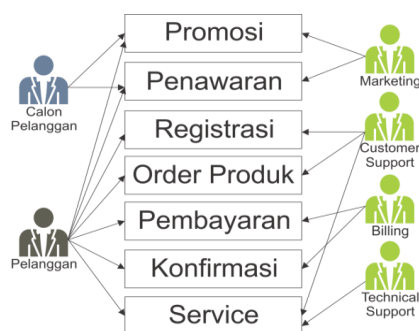 Promosi
Penawaran
Registrasi
Order Produk
Pembayaran
Konfirmasi
Service
Calon
Pelanggan
Pelanggan
Marketing
Customer
Support
Billing
Technical
Support